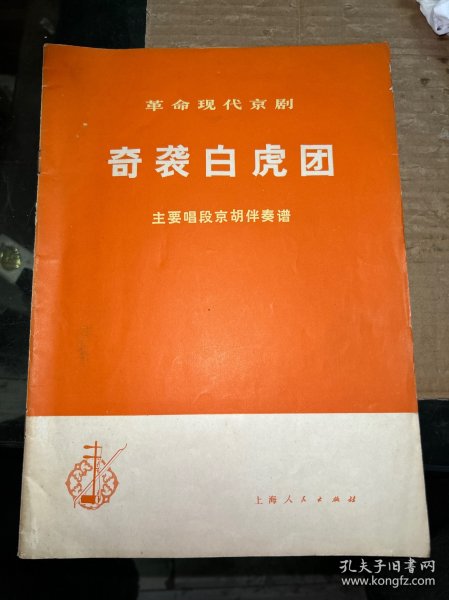 革命现代京剧
奇袭白虎团
主要唱段京胡伴奏谱
上海人民出版社
孔夫子旧书网
www.kongfz.com